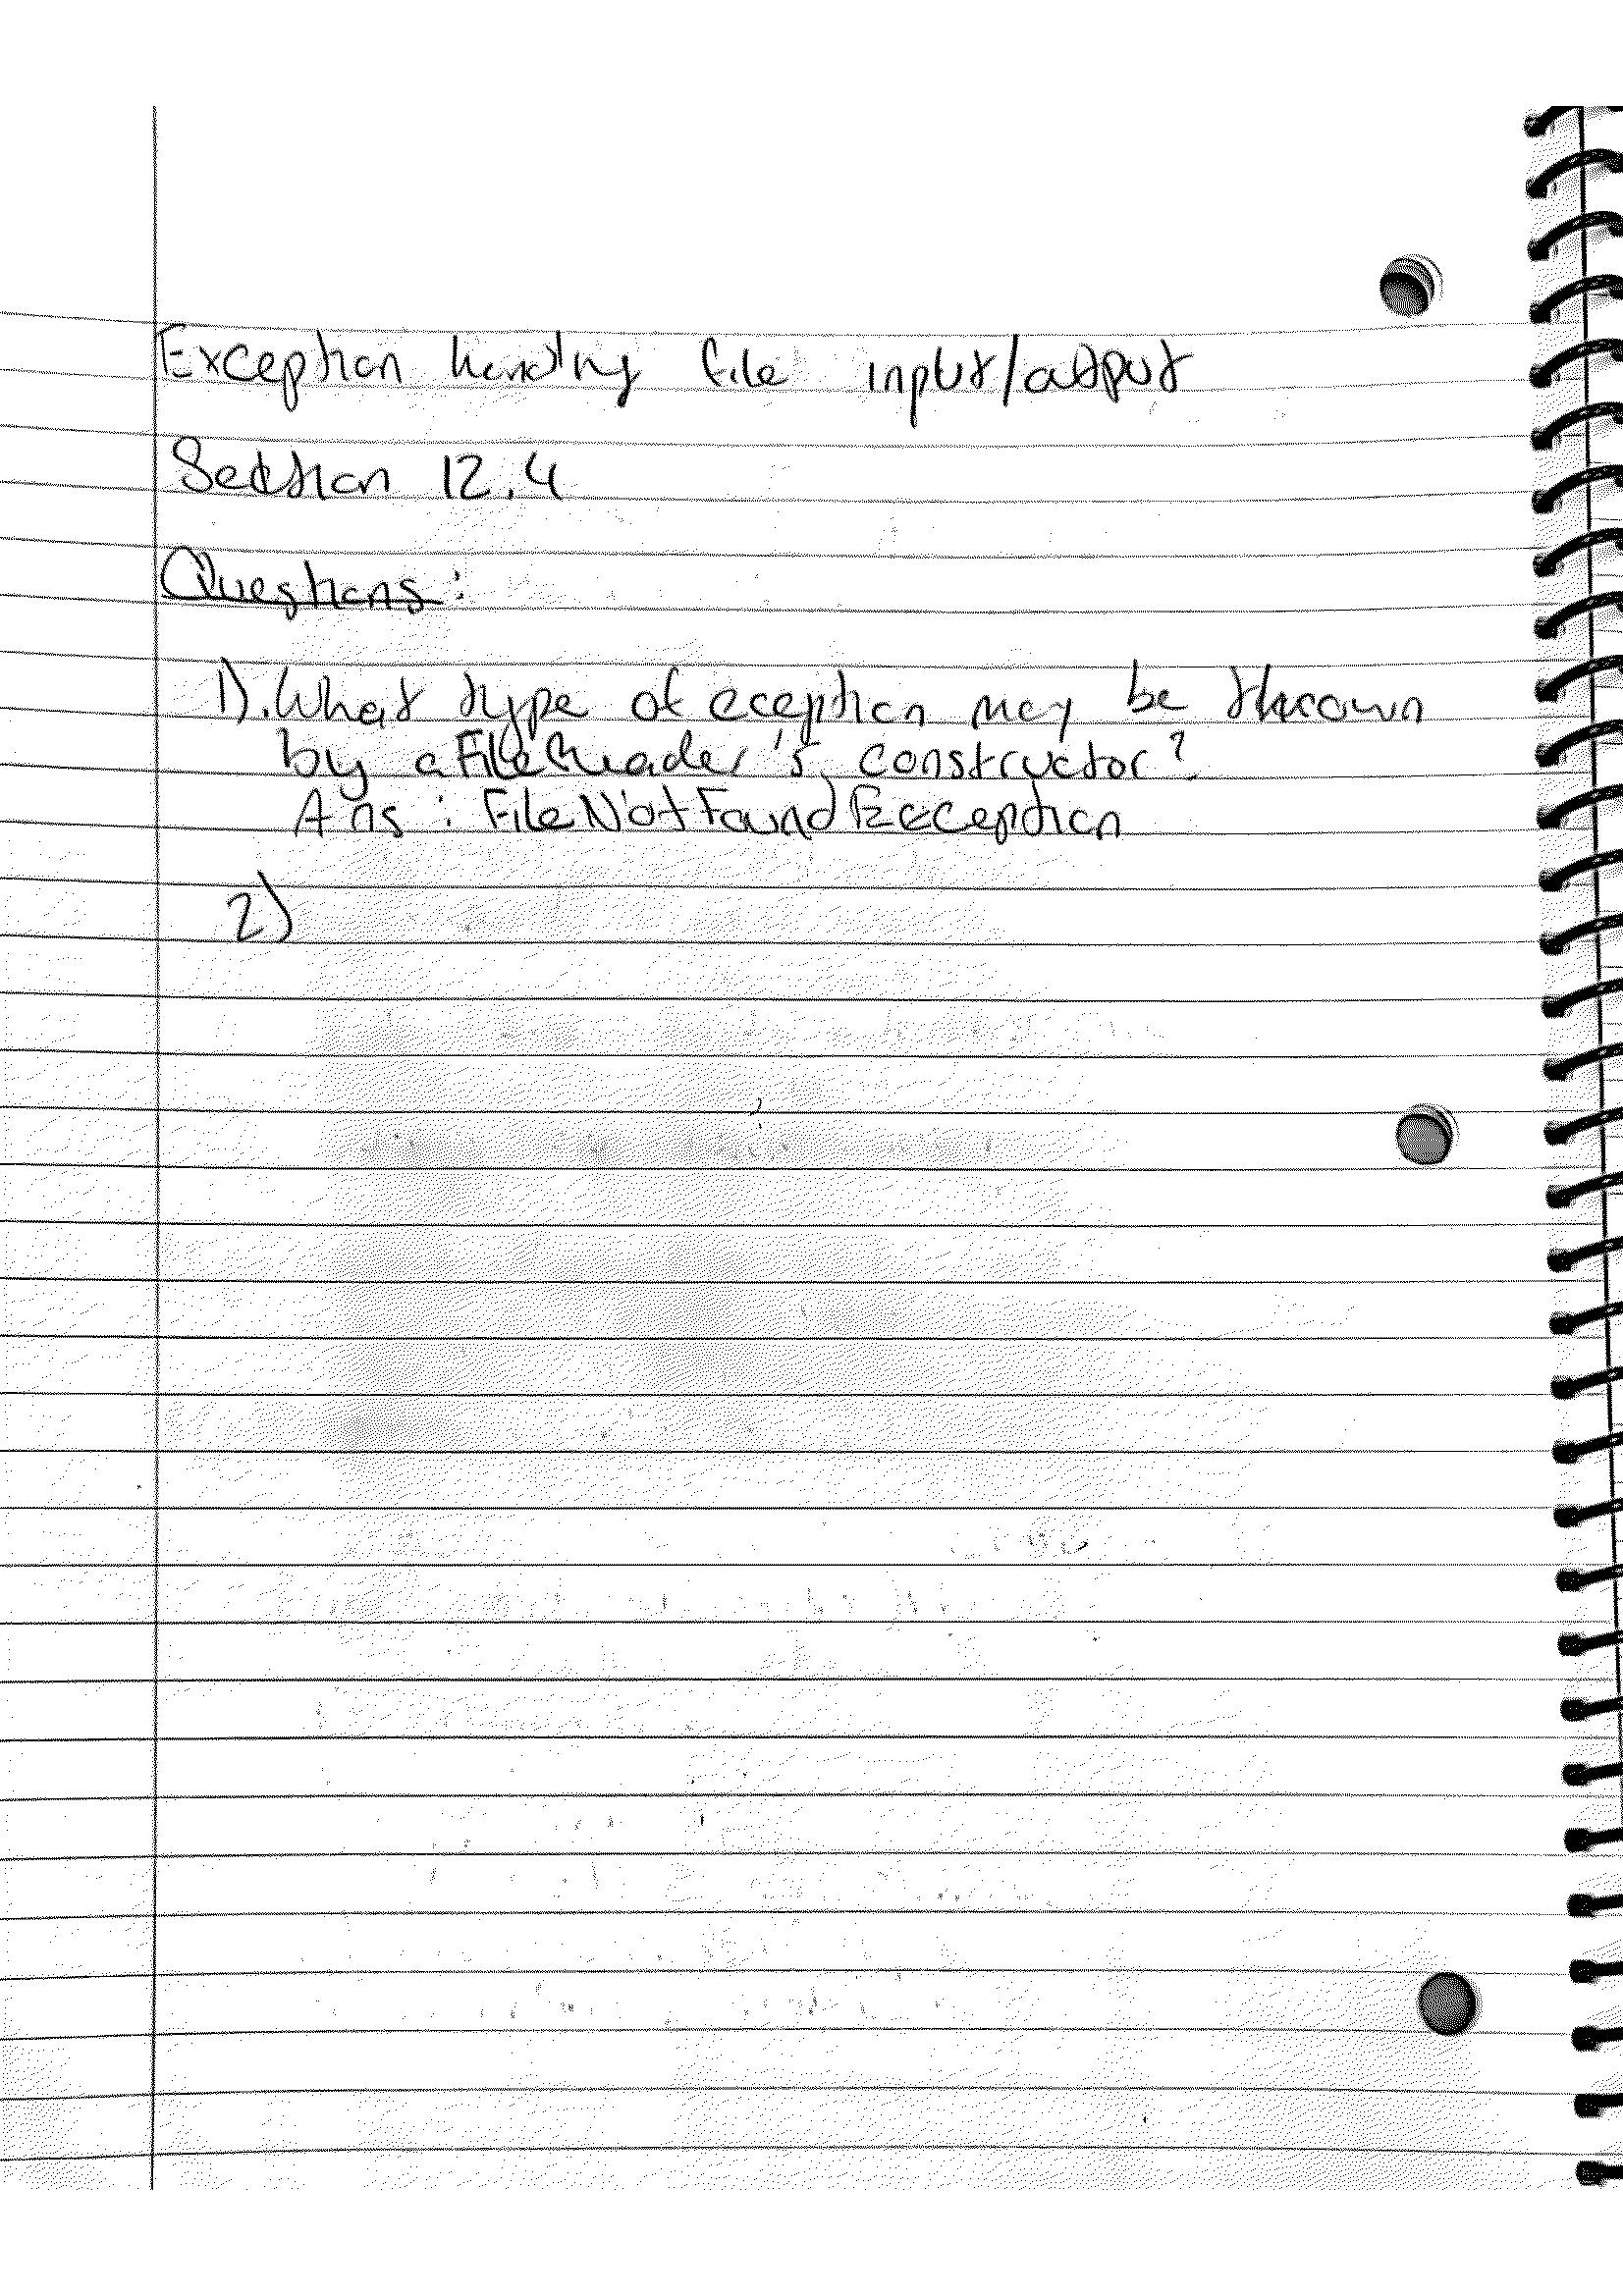 Exception handling file input/output
Section 12.4
Questions:
1). What type of eception may be thrown
by a FileReader's constructor?
Ans: FileNotFoundException
2)